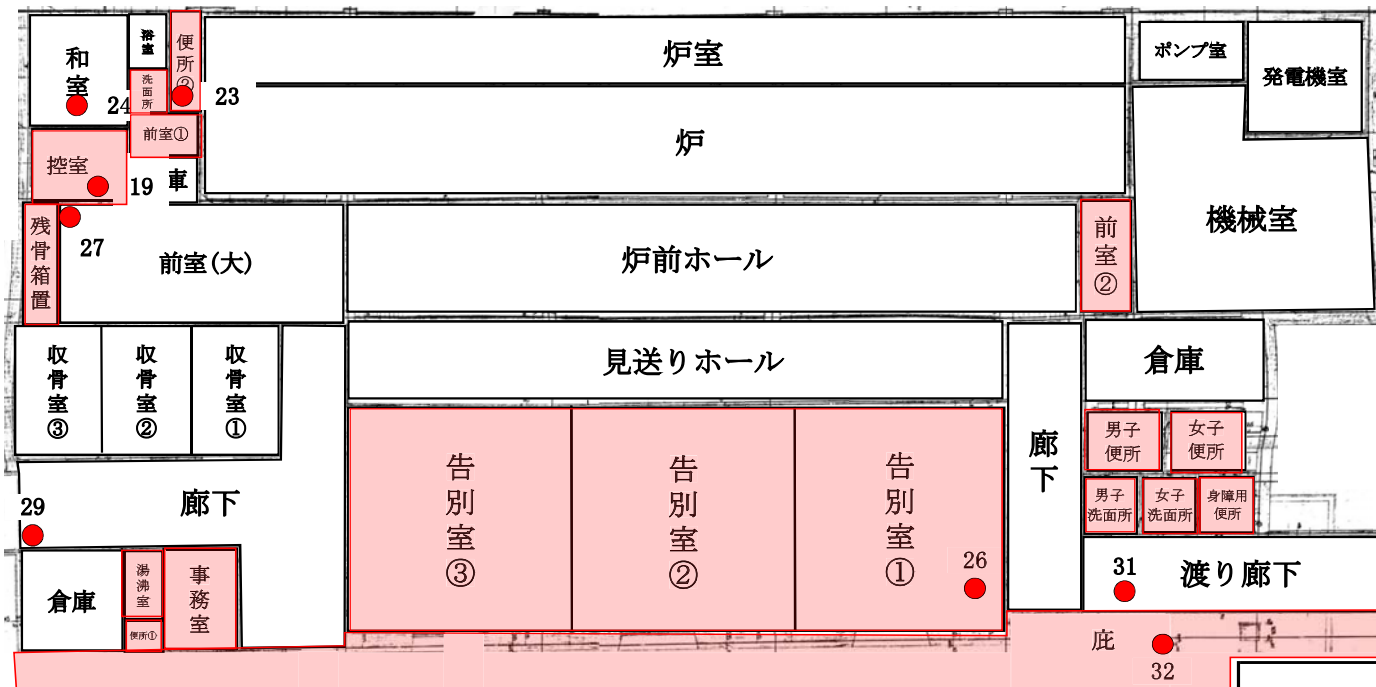 和室
浴室
便所②
洗面所
24
23
前室①
控室
19
庫
27
残骨箱置
前室(大)
炉室
炉
炉前ホール
前室②
ポンプ室
発電機室
機械室
収骨室③
収骨室②
収骨室①
見送りホール
倉庫
廊下
男子
便所
女子
便所
男子
洗面所
女子
洗面所
身障用
便所
告別室③
告別室②
告別室①
26
29
廊下
倉庫
湯沸室
便所①
事務室
31
渡り廊下
庇
32